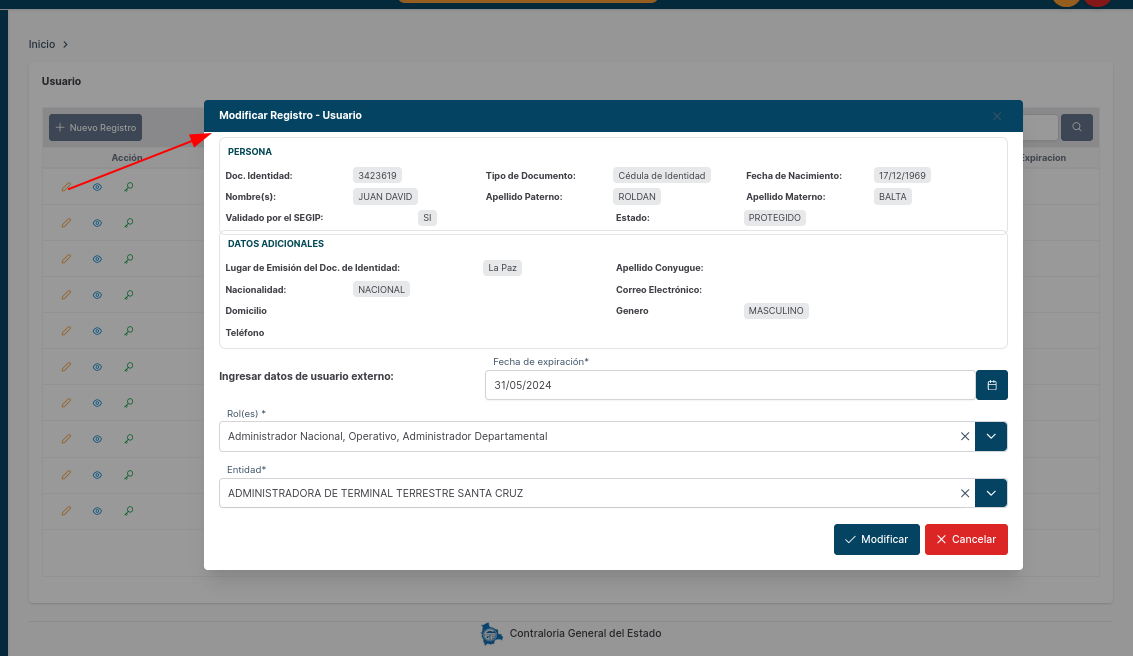 Inicio
Usuario
Nuevo Registro
Acción
Expiracion
Modificar Registro - Usuario
PERSONA
Doc. Identidad: 3423619 Tipo de Documento: Cédula de Identidad Fecha de Nacimiento: 17/12/1969
Nombre(s): JUAN DAVID Apellido Paterno: ROLDAN Apellido Materno: BALTA
Validado por el SEGIP: SI Estado: PROTEGIDO
DATOS ADICIONALES
Lugar de Emisión del Doc. de Identidad: La Paz Apellido Conyugue:
Nacionalidad: NACIONAL Correo Electrónico:
Domicilio Genero MASCULINO
Teléfono
Fecha de expiración*
Ingresar datos de usuario externo: 31/05/2024
Rol(es) *
Administrador Nacional, Operativo, Administrador Departamental
Entidad*
ADMINISTRADORA DE TERMINAL TERRESTRE SANTA CRUZ
Modificar Cancelar
Contraloria General del Estado